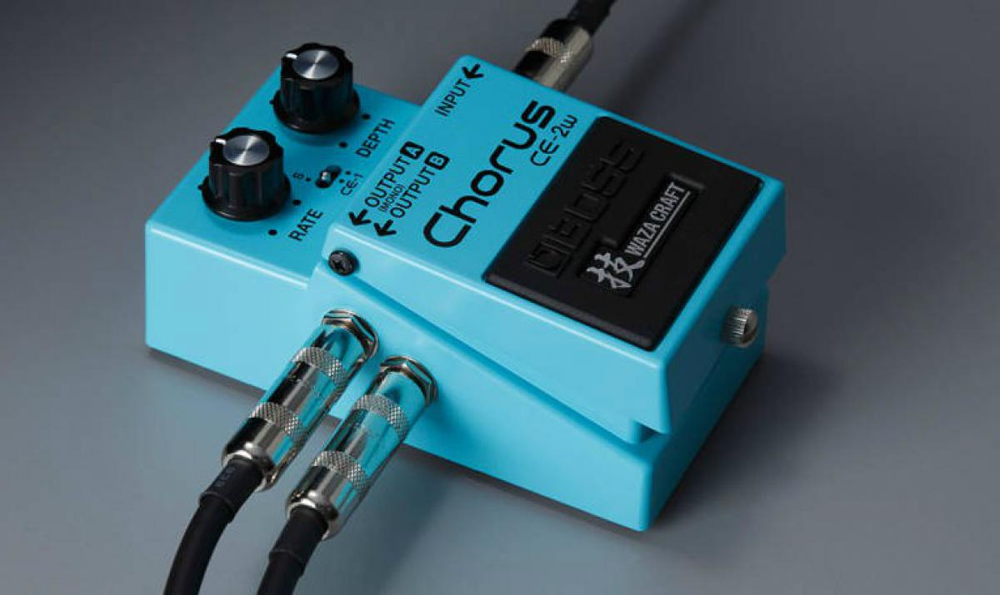 DEPTH
S
CE-1
RATE
INPUT
OUTPUT A
(MONO)
OUTPUT B
Chorus
CE-2w
BOSS
技 WAZA CRAFT